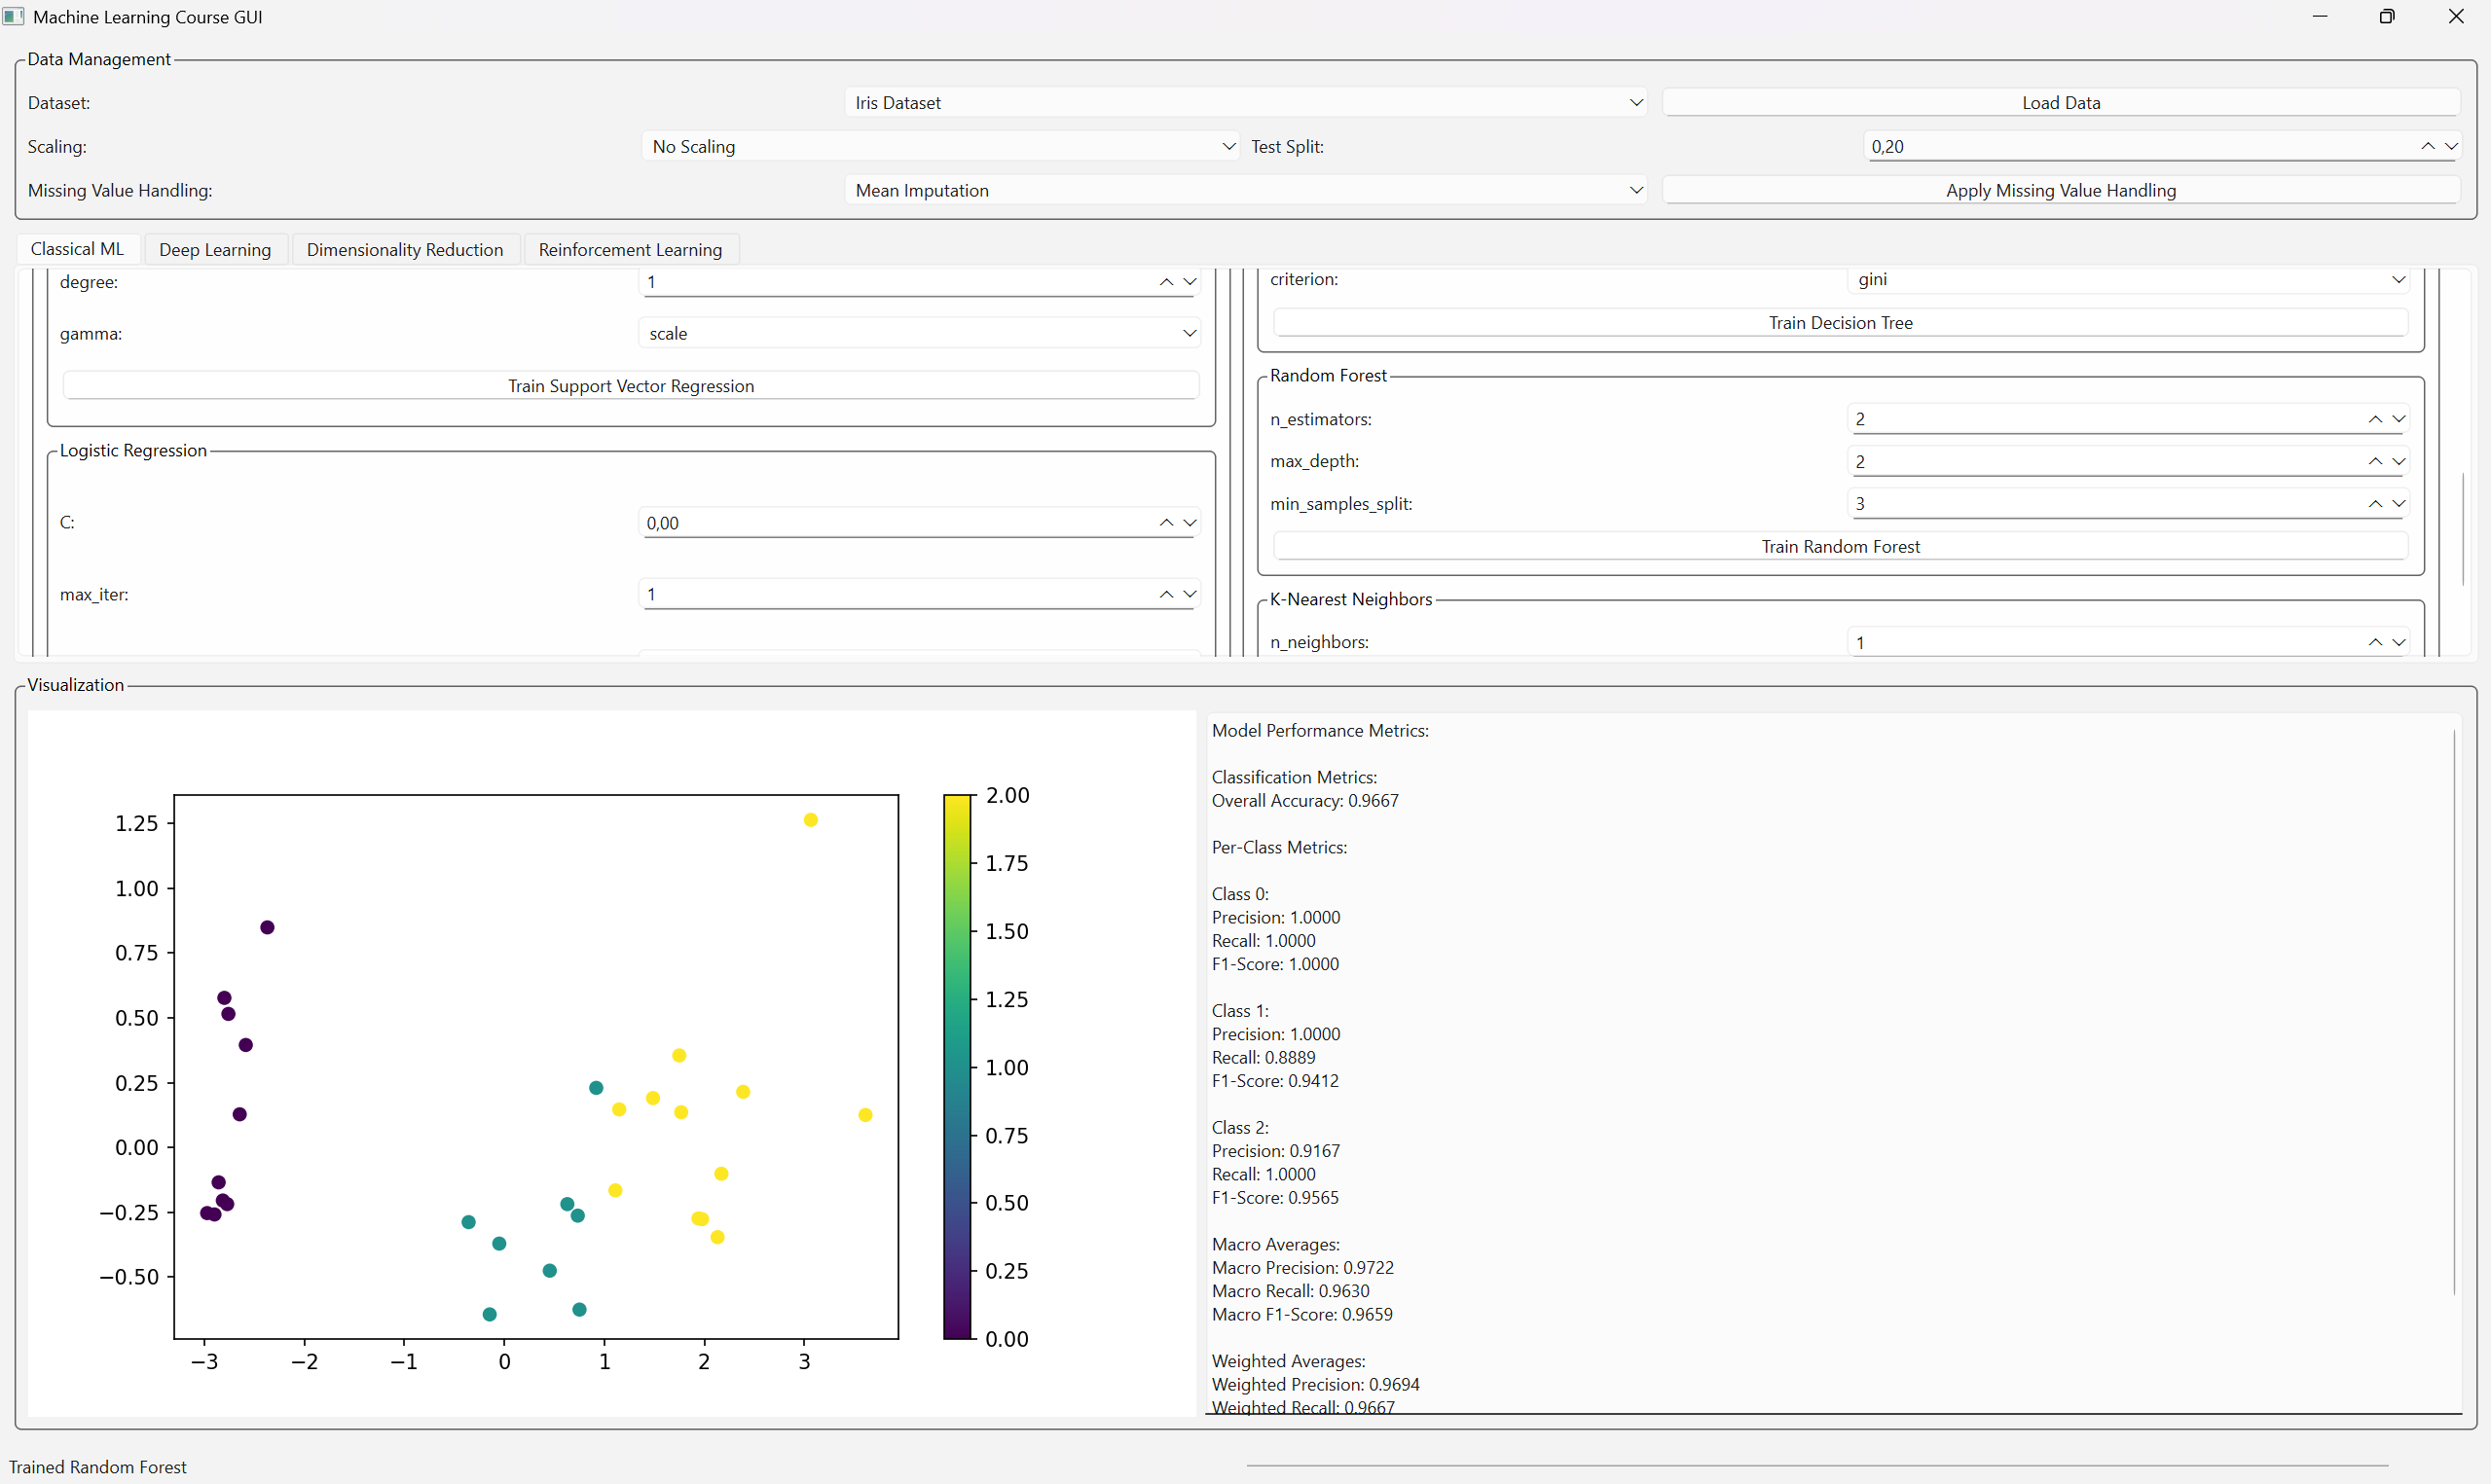 Machine Learning Course GUI
Data Management
Dataset: Iris Dataset Load Data
Scaling: No Scaling Test Split: 0,20
Missing Value Handling: Mean Imputation Apply Missing Value Handling
Classical ML Deep Learning Dimensionality Reduction Reinforcement Learning
degree: 1
gamma: scale
Train Support Vector Regression
Logistic Regression
C: 0,00
max_iter: 1
criterion: gini
Train Decision Tree
Random Forest
n_estimators: 2
max_depth: 2
min_samples_split: 3
Train Random Forest
K-Nearest Neighbors
n_neighbors: 1
Visualization
1.25
1.00
0.75
0.50
0.25
0.00
−0.25
−0.50
−3 −2 −1 0 1 2 3
2.00
1.75
1.50
1.25
1.00
0.75
0.50
0.25
0.00
Model Performance Metrics:
Classification Metrics:
Overall Accuracy: 0.9667
Per-Class Metrics:
Class 0:
Precision: 1.0000
Recall: 1.0000
F1-Score: 1.0000
Class 1:
Precision: 1.0000
Recall: 0.8889
F1-Score: 0.9412
Class 2:
Precision: 0.9167
Recall: 1.0000
F1-Score: 0.9565
Macro Averages:
Macro Precision: 0.9722
Macro Recall: 0.9630
Macro F1-Score: 0.9659
Weighted Averages:
Weighted Precision: 0.9694
Weighted Recall: 0.9667
Trained Random Forest